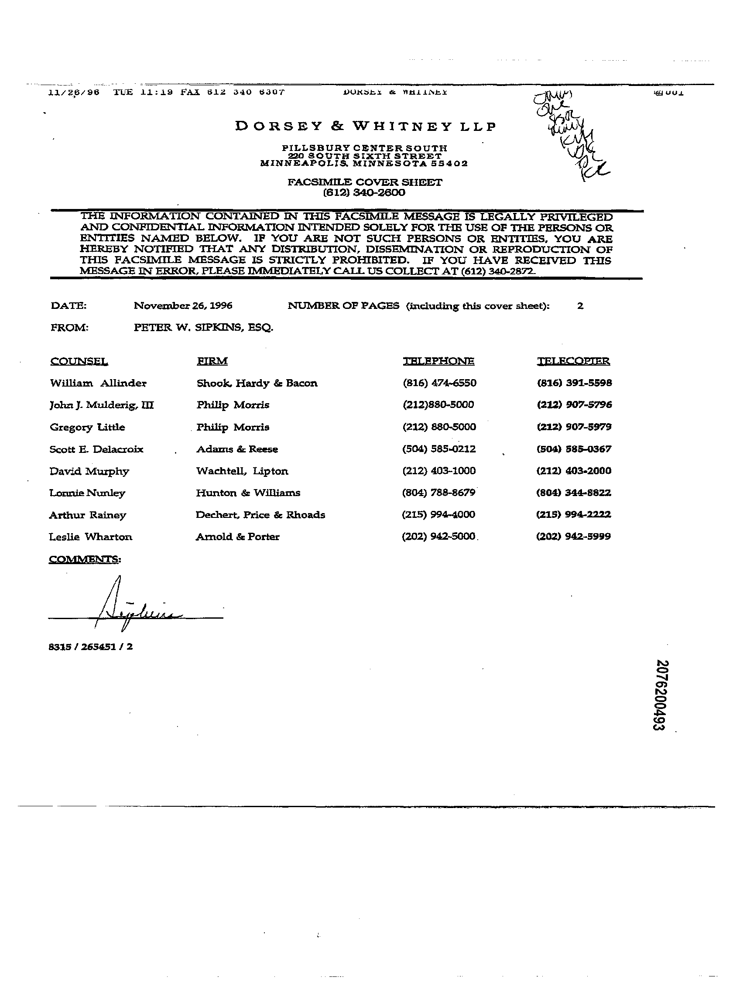 11/26/96 TUE 11:19 FAX 612 340 6307 DORSEY & WHITNEY 001
DORSEY & WHITNEY LLP
PILLSBURY CENTER SOUTH
220 SOUTH SIXTH STREET
MINNEAPOLIS, MINNESOTA 55402
FACSIMILE COVER SHEET
(612) 340-2600
THE INFORMATION CONTAINED IN THIS FACSIMILE MESSAGE IS LEGALLY PRIVILEGED
AND CONFIDENTIAL INFORMATION INTENDED SOLELY FOR THE USE OF THE PERSONS OR
ENTITIES NAMED BELOW. IF YOU ARE NOT SUCH PERSONS OR ENTITIES, YOU ARE
HEREBY NOTIFIED THAT ANY DISTRIBUTION, DISSEMINATION OR REPRODUCTION OF
THIS FACSIMILE MESSAGE IS STRICTLY PROHIBITED. IF YOU HAVE RECEIVED THIS
MESSAGE IN ERROR, PLEASE IMMEDIATELY CALL US COLLECT AT (612) 340-2872.
DATE: November 26, 1996 NUMBER OF PAGES (including this cover sheet): 2
FROM: PETER W. SIPKINS, ESQ.
COUNSEL FIRM TELEPHONE TELECOPIER
William Allinder Shook, Hardy & Bacon (816) 474-6550 (816) 391-5598
John J. Mulderig, III Philip Morris (212)880-5000 (212) 907-5796
Gregory Little Philip Morris (212) 880-5000 (212) 907-5979
Scott E. Delacroix Adams & Reese (504) 585-0212 (504) 585-0367
David Murphy Wachtell, Lipton (212) 403-1000 (212) 403-2000
Lonnie Nunley Hunton & Williams (804) 788-8679 (804) 344-8822
Arthur Rainey Dechert, Price & Rhoads (215) 994-4000 (215) 994-2222
Leslie Wharton Arnold & Porter (202) 942-5000 (202) 942-5999
COMMENTS:
Sipkins
8315 / 265451 / 2
2076200493